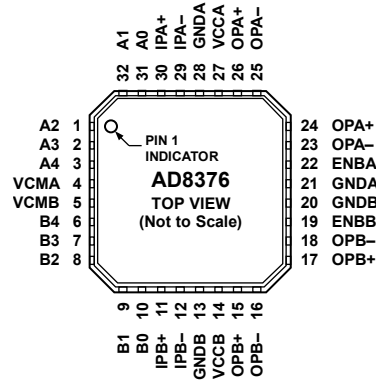 A1
A0
IPA+
IPA–
GNDA
VCCA
OPA+
OPA–
32 31 30 29 28 27 26 25
A2 1
A3 2
A4 3
VCMA 4
VCMB 5
B4 6
B3 7
B2 8
PIN 1
INDICATOR
AD8376
TOP VIEW
(Not to Scale)
24 OPA+
23 OPA–
22 ENBA
21 GNDA
20 GNDB
19 ENBB
18 OPB–
17 OPB+
9 10 11 12 13 14 15 16
B1
B0
IPB+
IPB–
GNDB
VCCB
OPB+
OPB–